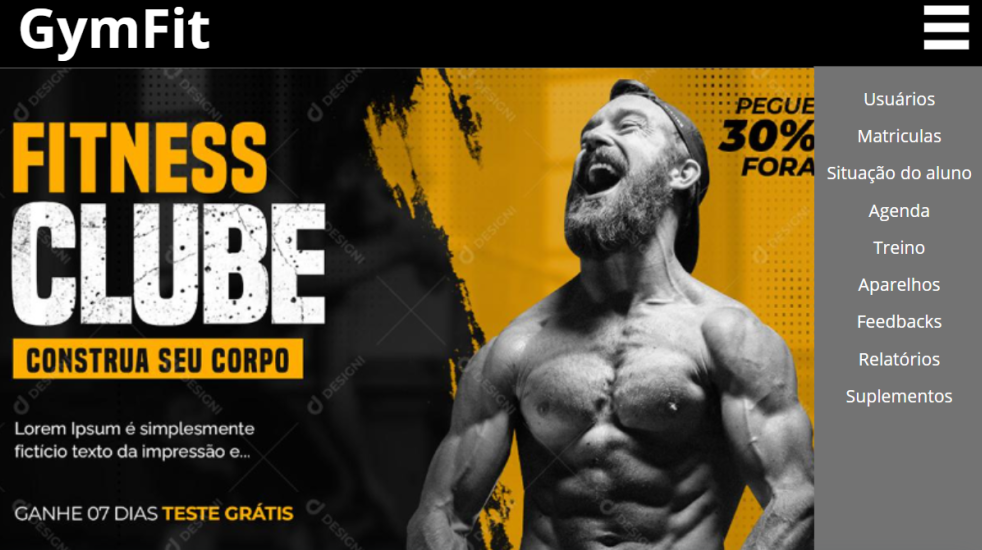 GymFit
FITNESS
CLUBE
CONSTRUA SEU CORPO
Lorem Ipsum é simplesmente
fictício texto da impressão e...
GANHE 07 DIAS TESTE GRÁTIS
PEGUE
30%
FORA
Usuários
Matriculas
Situação do aluno
Agenda
Treino
Aparelhos
Feedbacks
Relatórios
Suplementos
DESIGNI